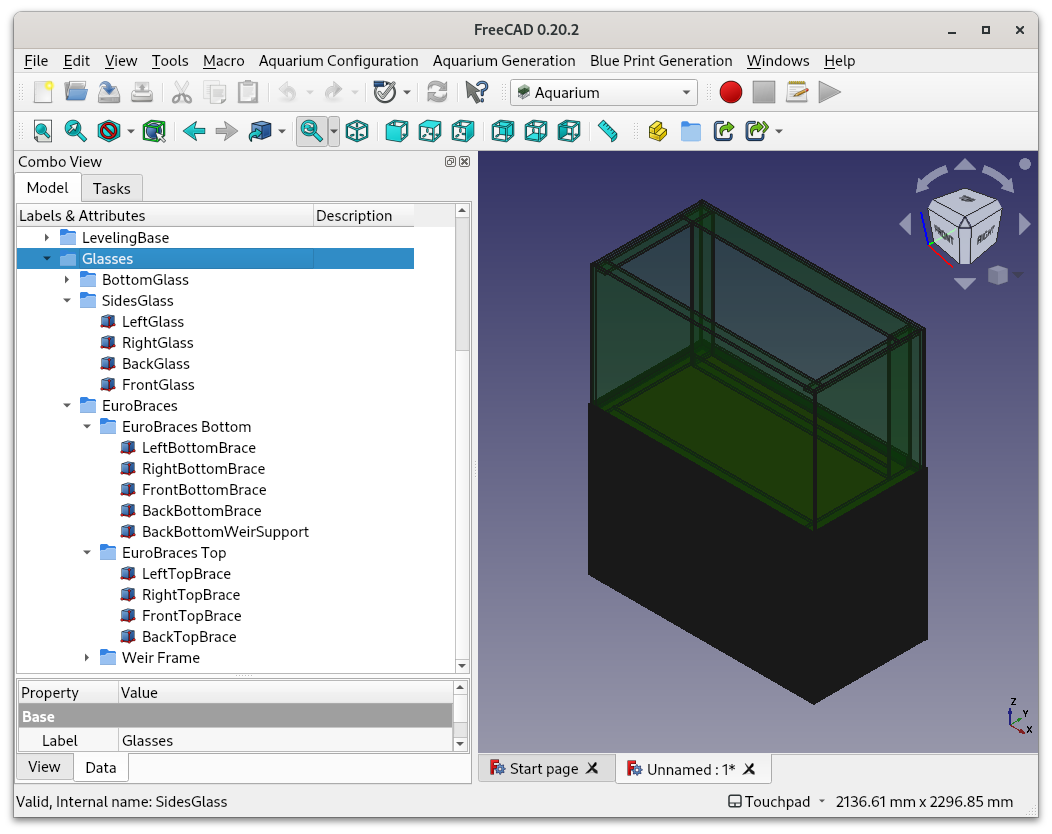 FreeCAD 0.20.2
File Edit View Tools Macro Aquarium Configuration Aquarium Generation Blue Print Generation Windows Help
Aquarium
Combo View
Model Tasks
Labels & Attributes Description
LevelingBase
Glasses
BottomGlass
SidesGlass
LeftGlass
RightGlass
BackGlass
FrontGlass
EuroBraces
EuroBraces Bottom
LeftBottomBrace
RightBottomBrace
FrontBottomBrace
BackBottomBrace
BackBottomWeirSupport
EuroBraces Top
LeftTopBrace
RightTopBrace
FrontTopBrace
BackTopBrace
Weir Frame
Property Value
Base
Label Glasses
View Data
FRONT RIGHT
Z
Y
X
Start page Unnamed : 1*
Valid, Internal name: SidesGlass
Touchpad 2136.61 mm x 2296.85 mm